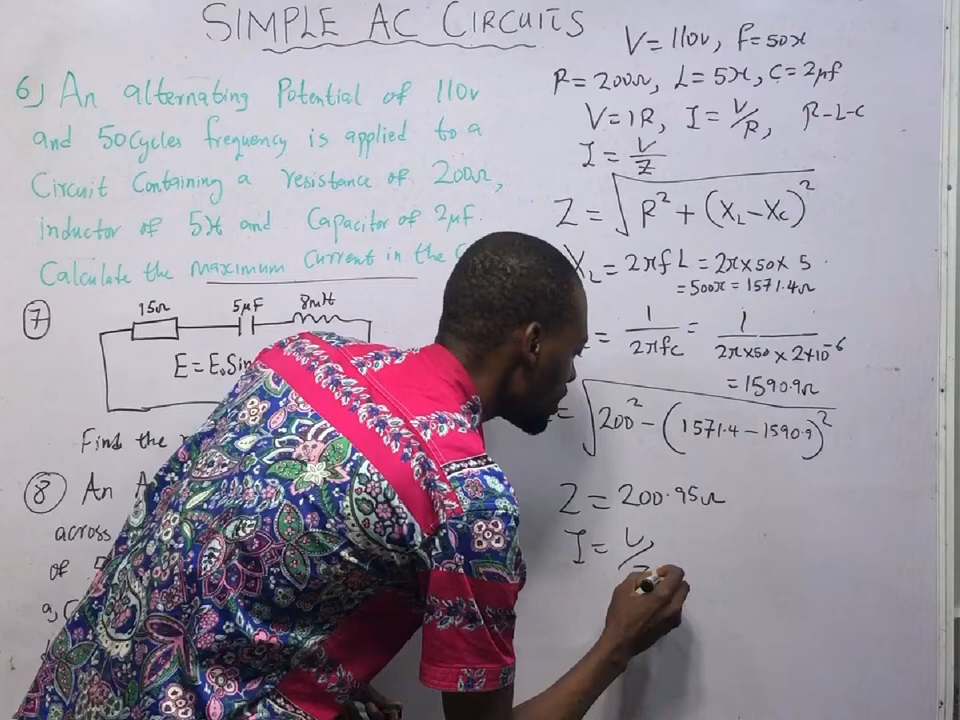 SIMPLE AC CIRCUITS
6) An alternating Potential of 110v
and 50cycles frequency is applied to a
Circuit Containing a resistance of 200Ω,
inductor of 5H and Capacitor of 2μF.
Calculate the maximum Current in the
7
15Ω 5μF 8mH
E=E₀Sin
Find the
8 An
across
of
a,
V=110v, f=50H
R=200Ω, L=5H, C=2μf
V=IR, I=V/R, R-L-C
I=V/Z
Z=√R²+(X_L-X_C)²
X_L=2πfL=2π×50×5
=500π=1571.4Ω
=1/2πfc=1/2π×50×2×10⁻⁶
=1590.9Ω
=√200²-(1571.4-1590.9)²
Z=200.95Ω
I=V/